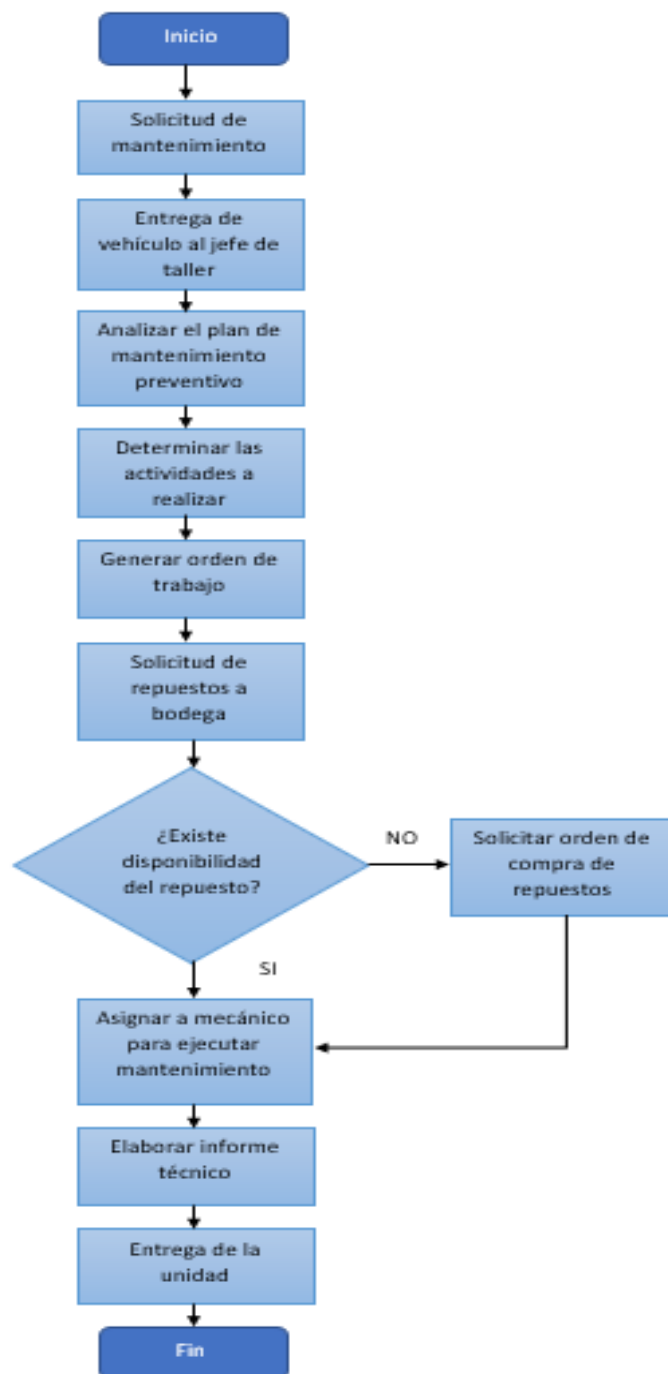 Inicio
Solicitud de
mantenimiento
Entrega de
vehículo al jefe de
taller
Analizar el plan de
mantenimiento
preventivo
Determinar las
actividades a
realizar
Generar orden de
trabajo
Solicitud de
repuestos a
bodega
¿Existe
disponibilidad
del repuesto?
NO
Solicitar orden de
compra de
repuestos
SI
Asignar a mecánico
para ejecutar
mantenimiento
Elaborar informe
técnico
Entrega de la
unidad
Fin